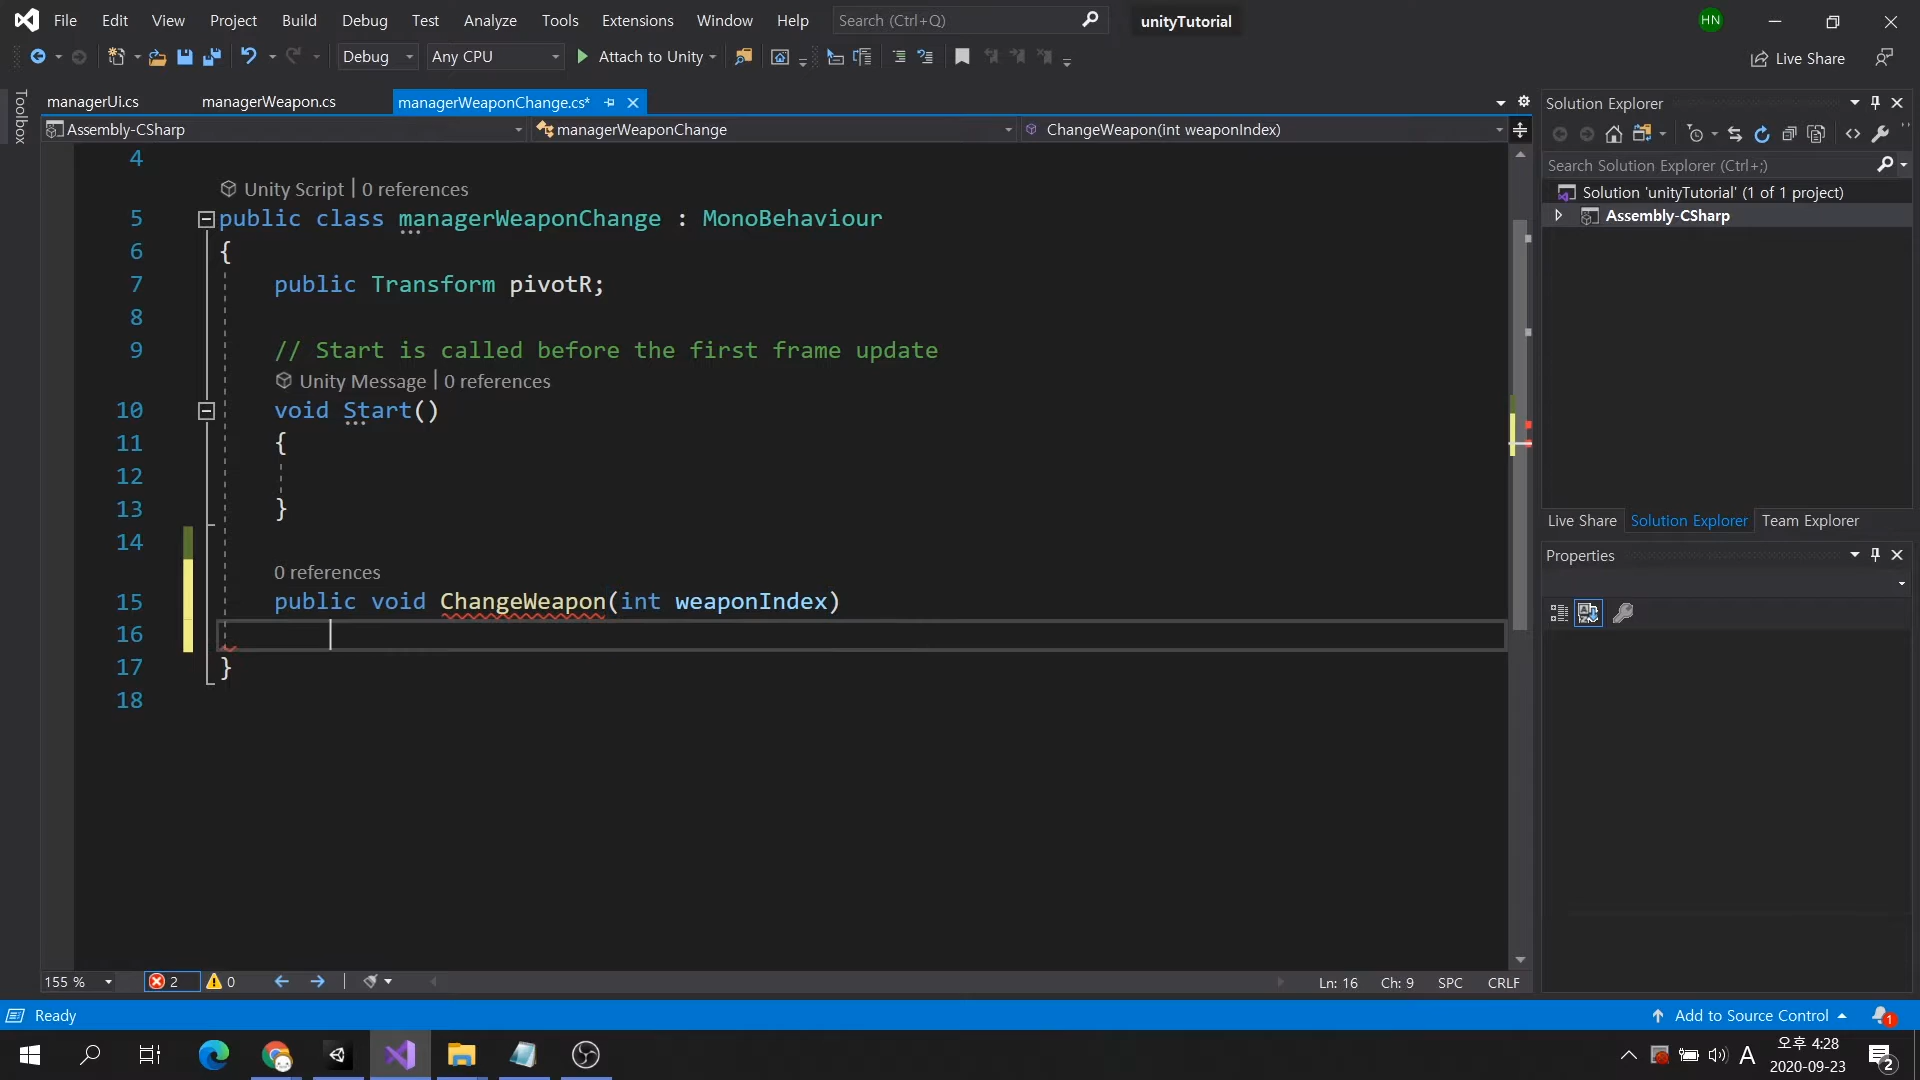 File Edit View Project Build Debug Test Analyze Tools Extensions Window Help Search (Ctrl+Q) unityTutorial HN
Debug Any CPU Attach to Unity Live Share
Toolbox
managerUi.cs managerWeapon.cs managerWeaponChange.cs*
Assembly-CSharp managerWeaponChange ChangeWeapon(int weaponIndex)
4
Unity Script | 0 references
5 public class managerWeaponChange : MonoBehaviour
6 {
7 public Transform pivotR;
8
9 // Start is called before the first frame update
Unity Message | 0 references
10 void Start()
11 {
12
13 }
14
0 references
15 public void ChangeWeapon(int weaponIndex)
16
17 }
18
155 % 2 0 Ln: 16 Ch: 9 SPC CRLF
Solution Explorer
Search Solution Explorer (Ctrl+;)
Solution 'unityTutorial' (1 of 1 project)
Assembly-CSharp
Live Share Solution Explorer Team Explorer
Properties
Ready Add to Source Control 1
A 오후 4:28
2020-09-23 2